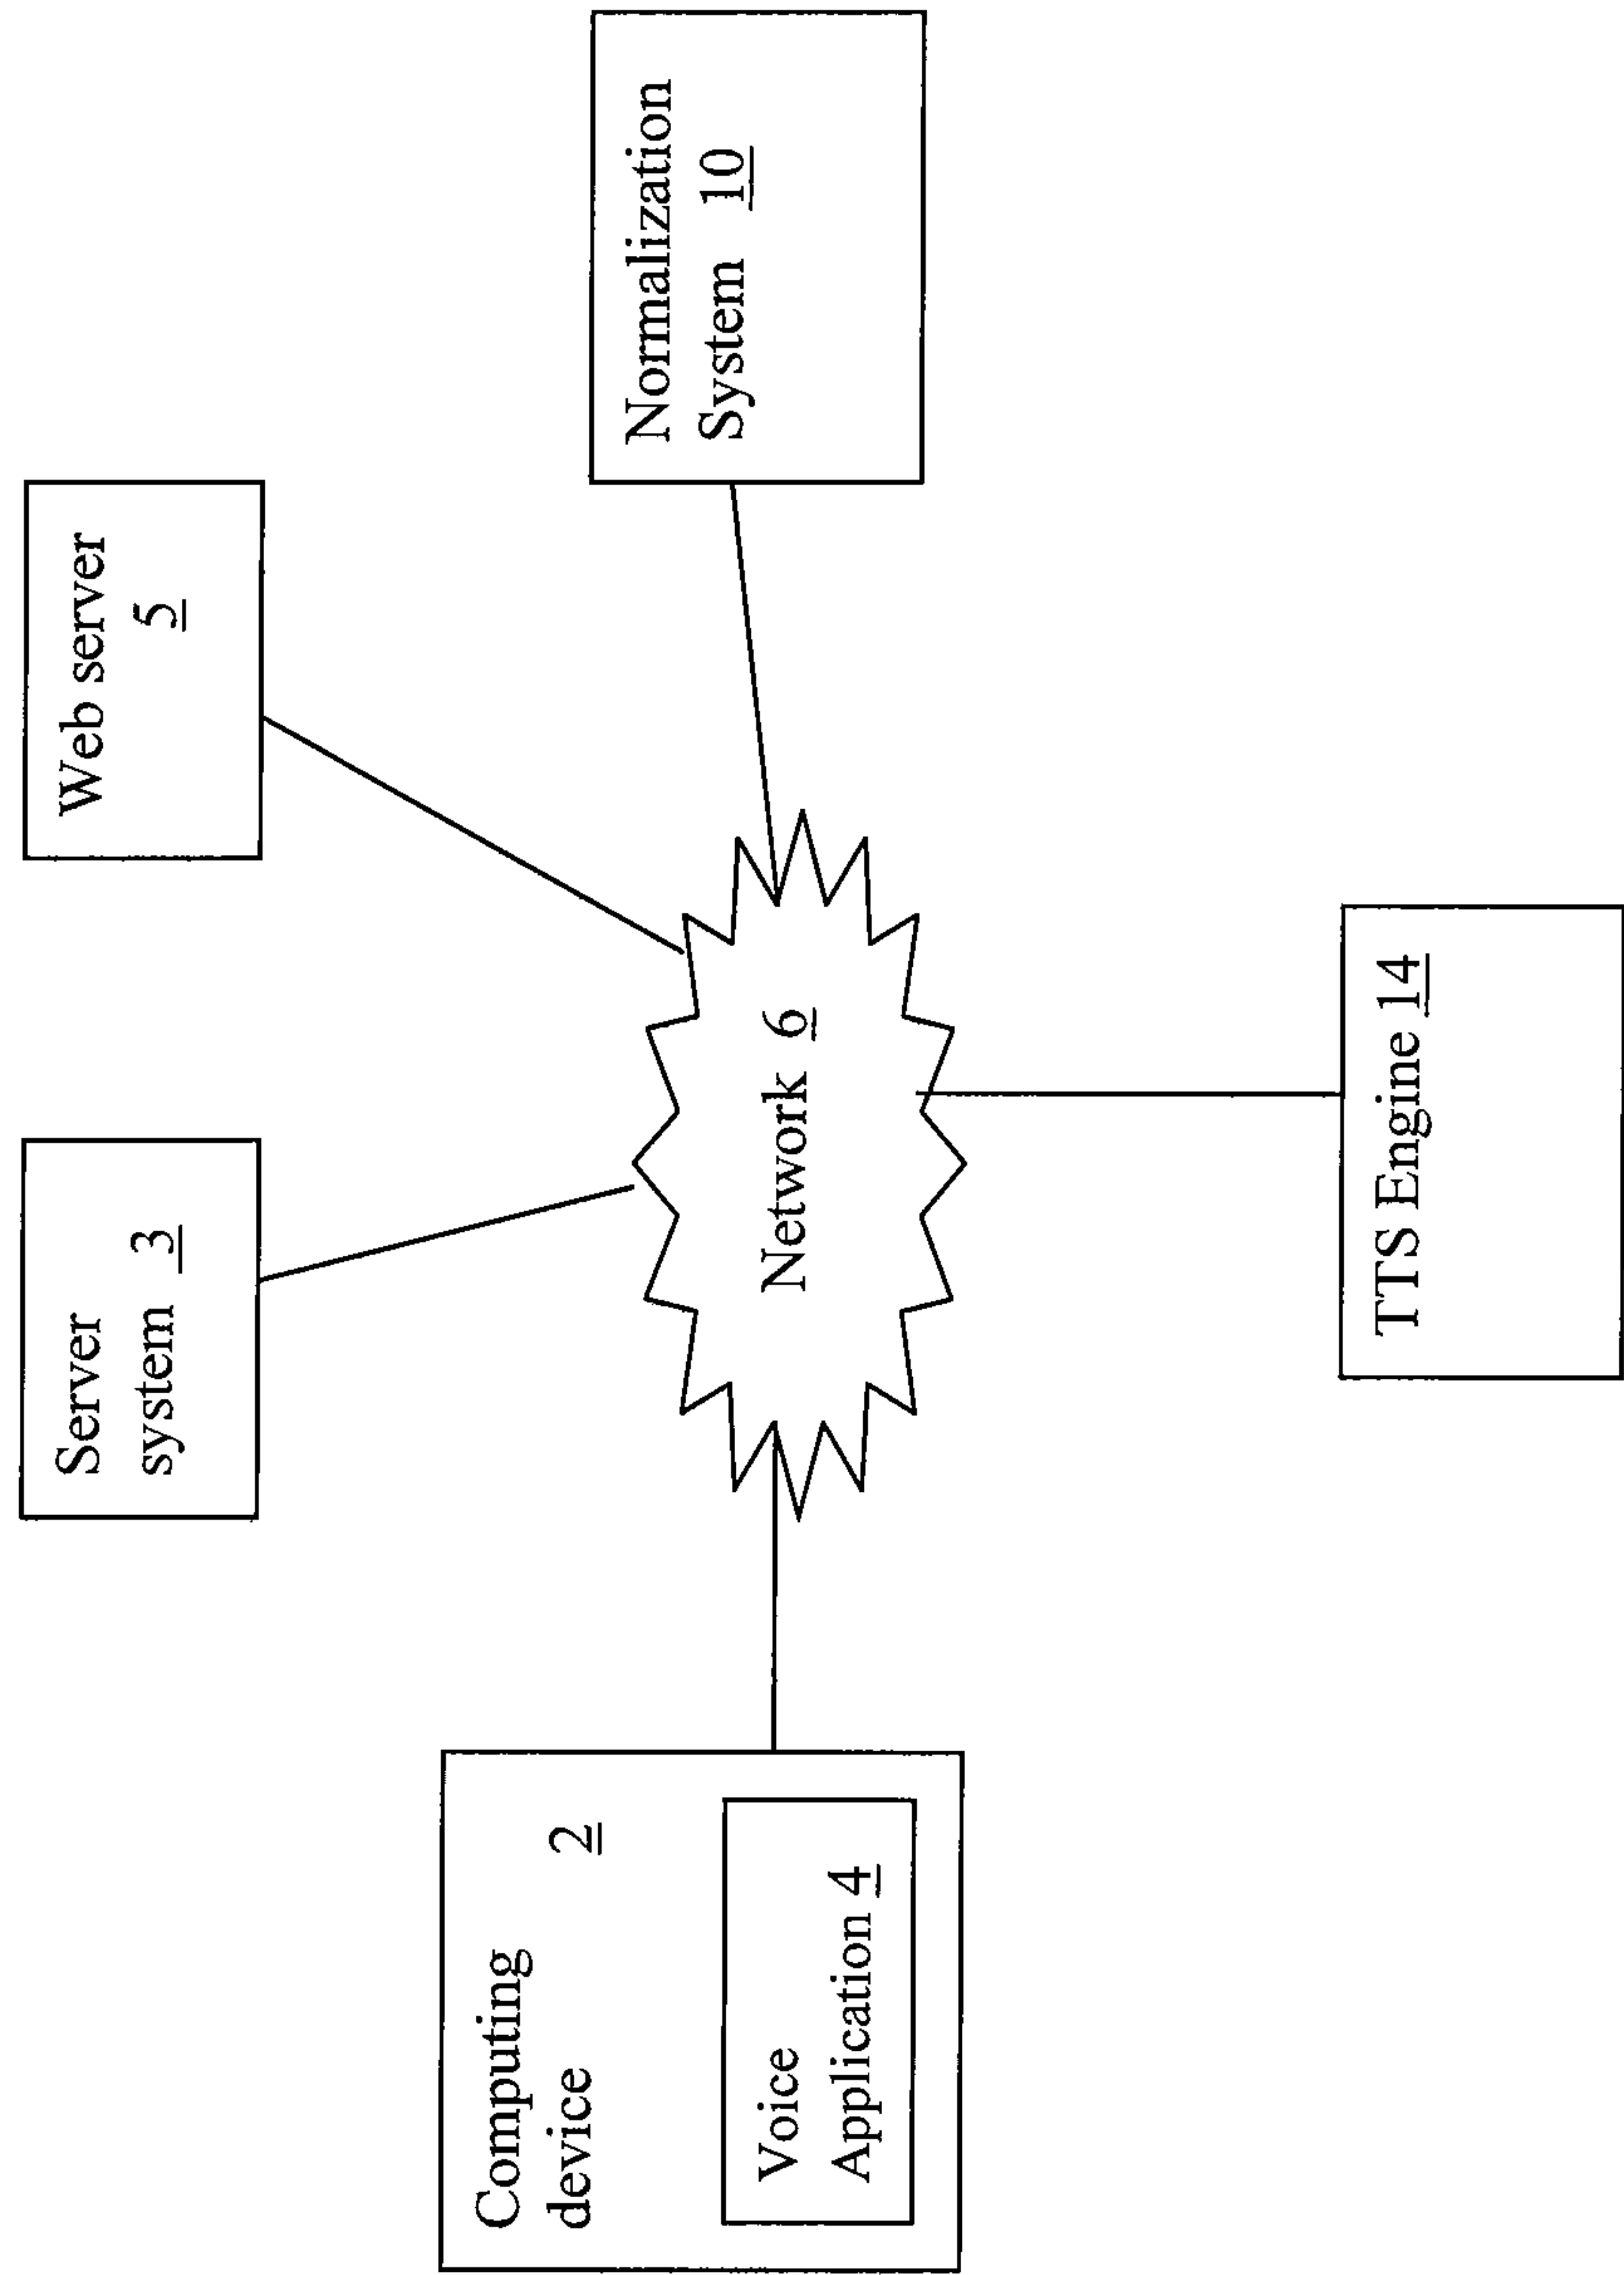 Server
system 3
Web server
5
Computing
device 2
Voice
Application 4
Network 6
Normalization
System 10
TTS Engine 14